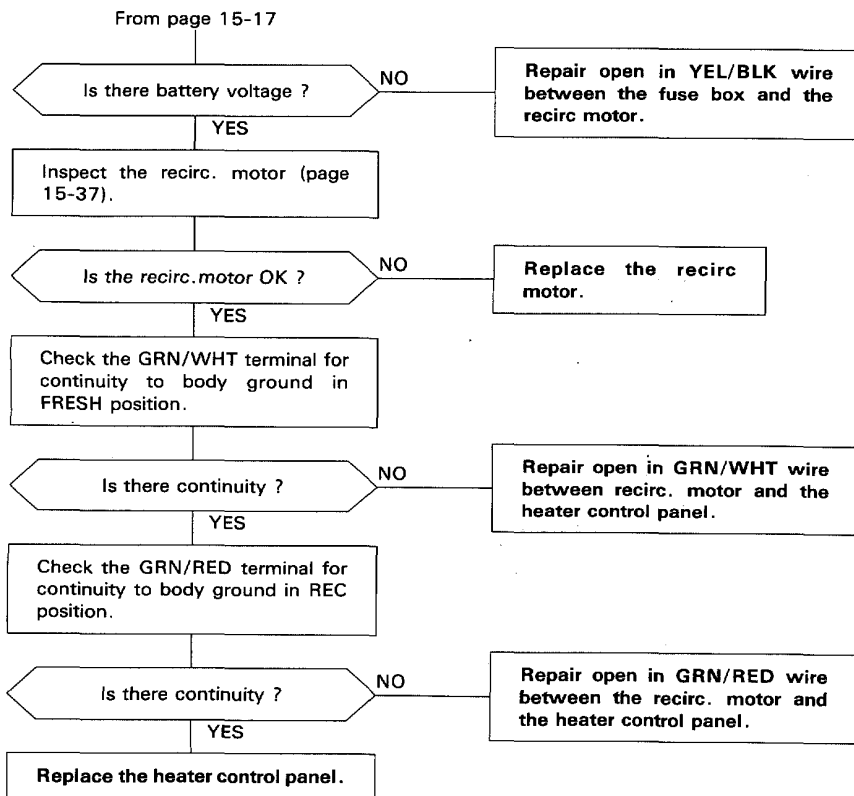 From page 15-17
Is there battery voltage ?
NO
Repair open in YEL/BLK wire
between the fuse box and the
recirc motor.
YES
Inspect the recirc. motor (page
15-37).
Is the recirc.motor OK ?
NO
Replace the recirc
motor.
YES
Check the GRN/WHT terminal for
continuity to body ground in
FRESH position.
Is there continuity ?
NO
Repair open in GRN/WHT wire
between recirc. motor and the
heater control panel.
YES
Check the GRN/RED terminal for
continuity to body ground in REC
position.
Is there continuity ?
NO
Repair open in GRN/RED wire
between the recirc. motor and
the heater control panel.
YES
Replace the heater control panel.